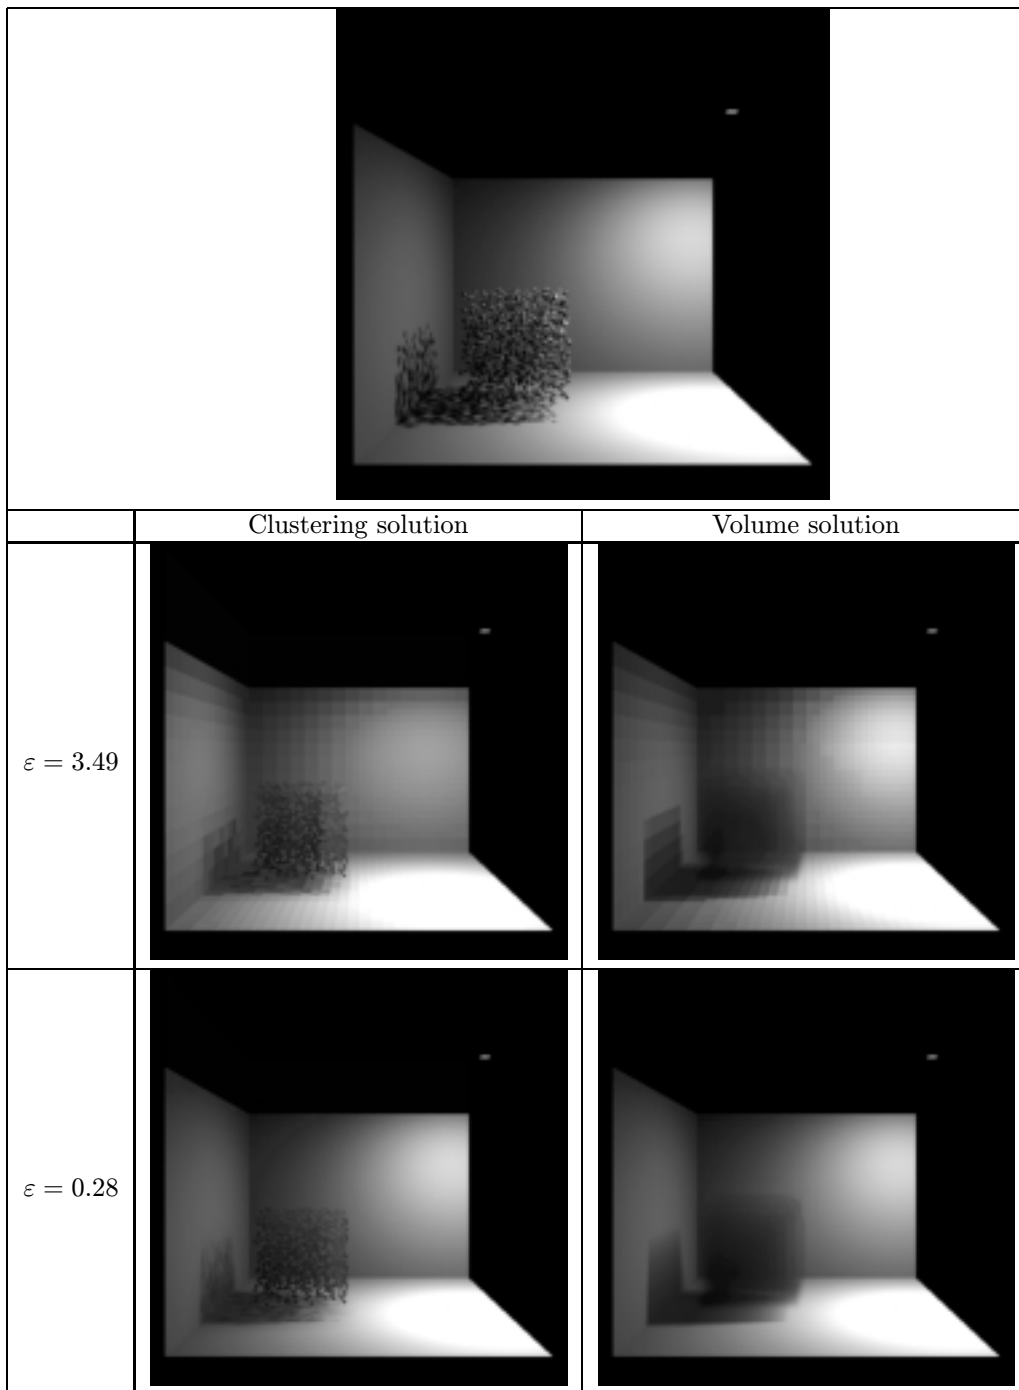 Clustering solution
Volume solution
ε = 3.49
ε = 0.28